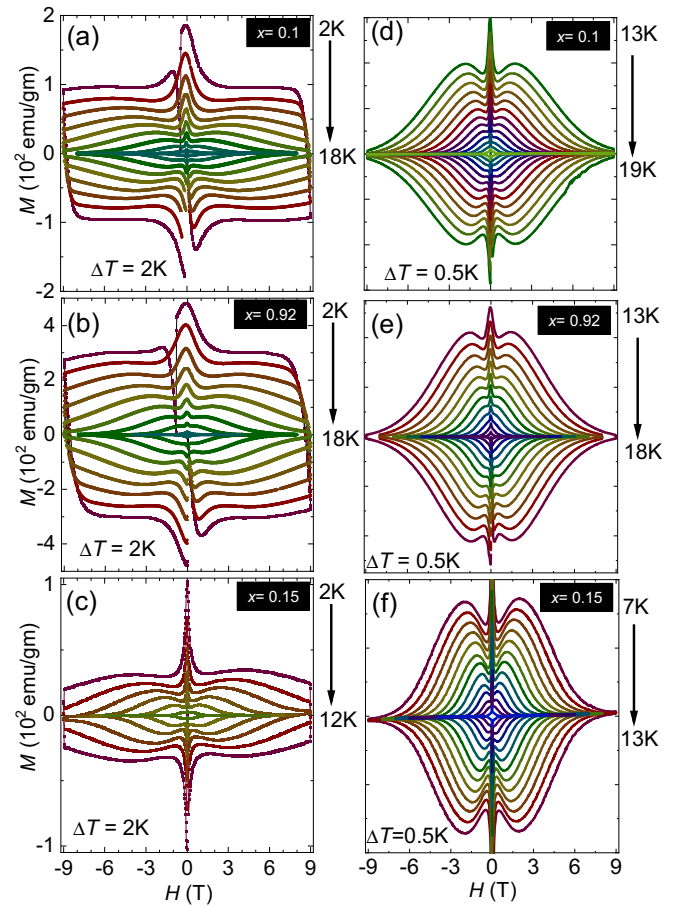 (a)
x= 0.1
2K
18K
ΔT = 2K
M (10² emu/gm)
2
1
0
-1
-2
(d)
x= 0.1
13K
19K
ΔT = 0.5K
(b)
x= 0.92
2K
18K
ΔT = 2K
M (10² emu/gm)
4
2
0
-2
-4
(e)
x= 0.92
13K
18K
ΔT = 0.5K
(c)
x= 0.15
2K
12K
ΔT = 2K
M (10² emu/gm)
1
0
-1
-9 -6 -3 0 3 6 9
H (T)
(f)
x= 0.15
7K
13K
ΔT=0.5K
-9 -6 -3 0 3 6 9
H (T)